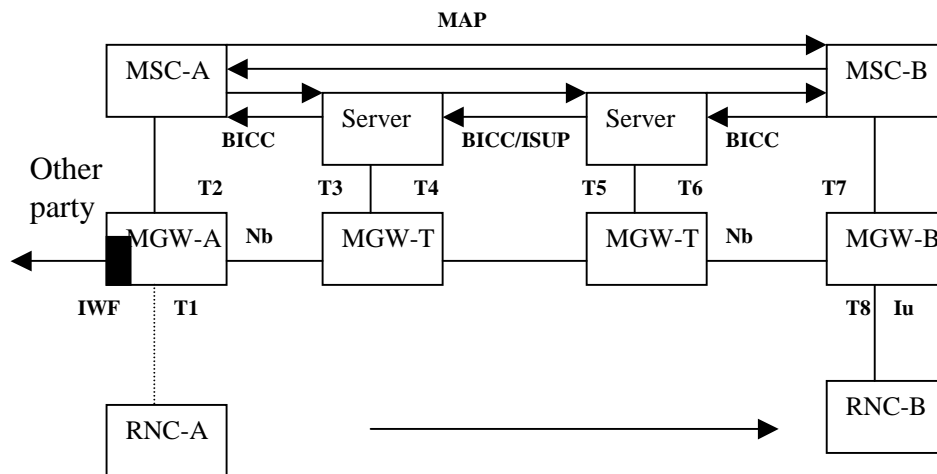 MAP
MSC-A
MSC-B
Server
Server
BICC
BICC/ISUP
BICC
Other
party
T2
T3
T4
T5
T6
T7
MGW-A
Nb
MGW-T
MGW-T
Nb
MGW-B
IWF
T1
T8
Iu
RNC-A
RNC-B